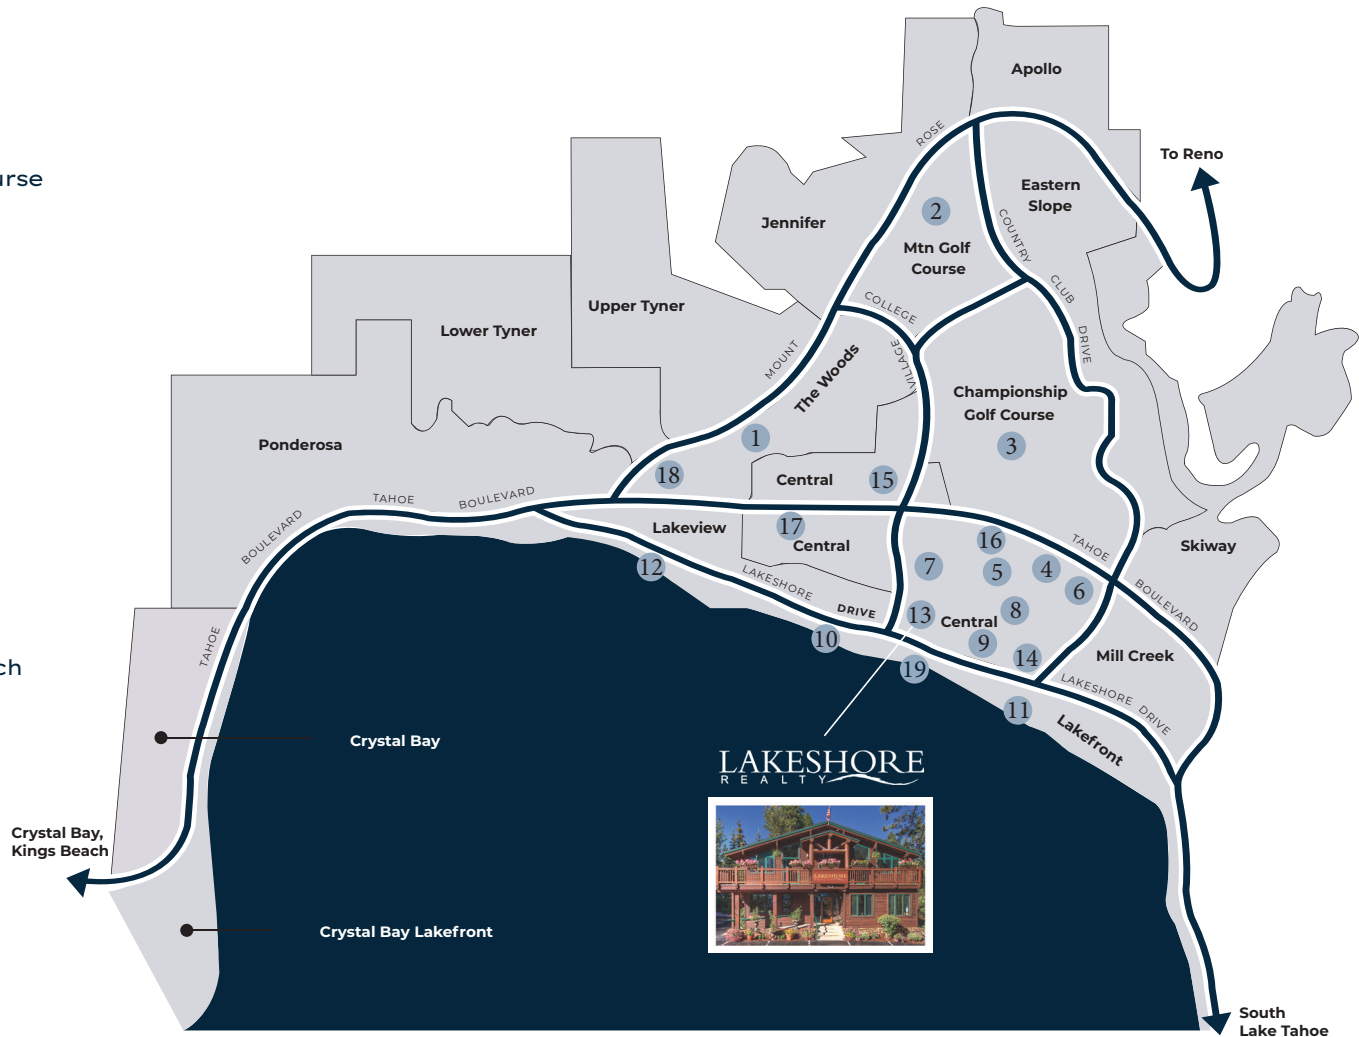 urse
ch
Apollo
To Reno
ROSE
Eastern
Slope
2
Jennifer
Mtn Golf
Course
COUNTRY
CLUB
DRIVE
COLLEGE
Upper Tyner
Lower Tyner
MOUNT
The Woods
VILLAGE
Championship
Golf Course
3
Ponderosa
1
18
Central
15
TAHOE
BOULEVARD
BOULEVARD
TAHOE
Lakeview
17
Central
16
TAHOE
BOULEVARD
Skiway
12
7
5
4
6
LAKESHORE
DRIVE
13
8
Central
10
9
14
Mill Creek
19
LAKESHORE
DRIVE
11
Lakefront
Crystal Bay
LAKESHORE
REALTY
LAKESHORE
Crystal Bay,
Kings Beach
Crystal Bay Lakefront
South
Lake Tahoe